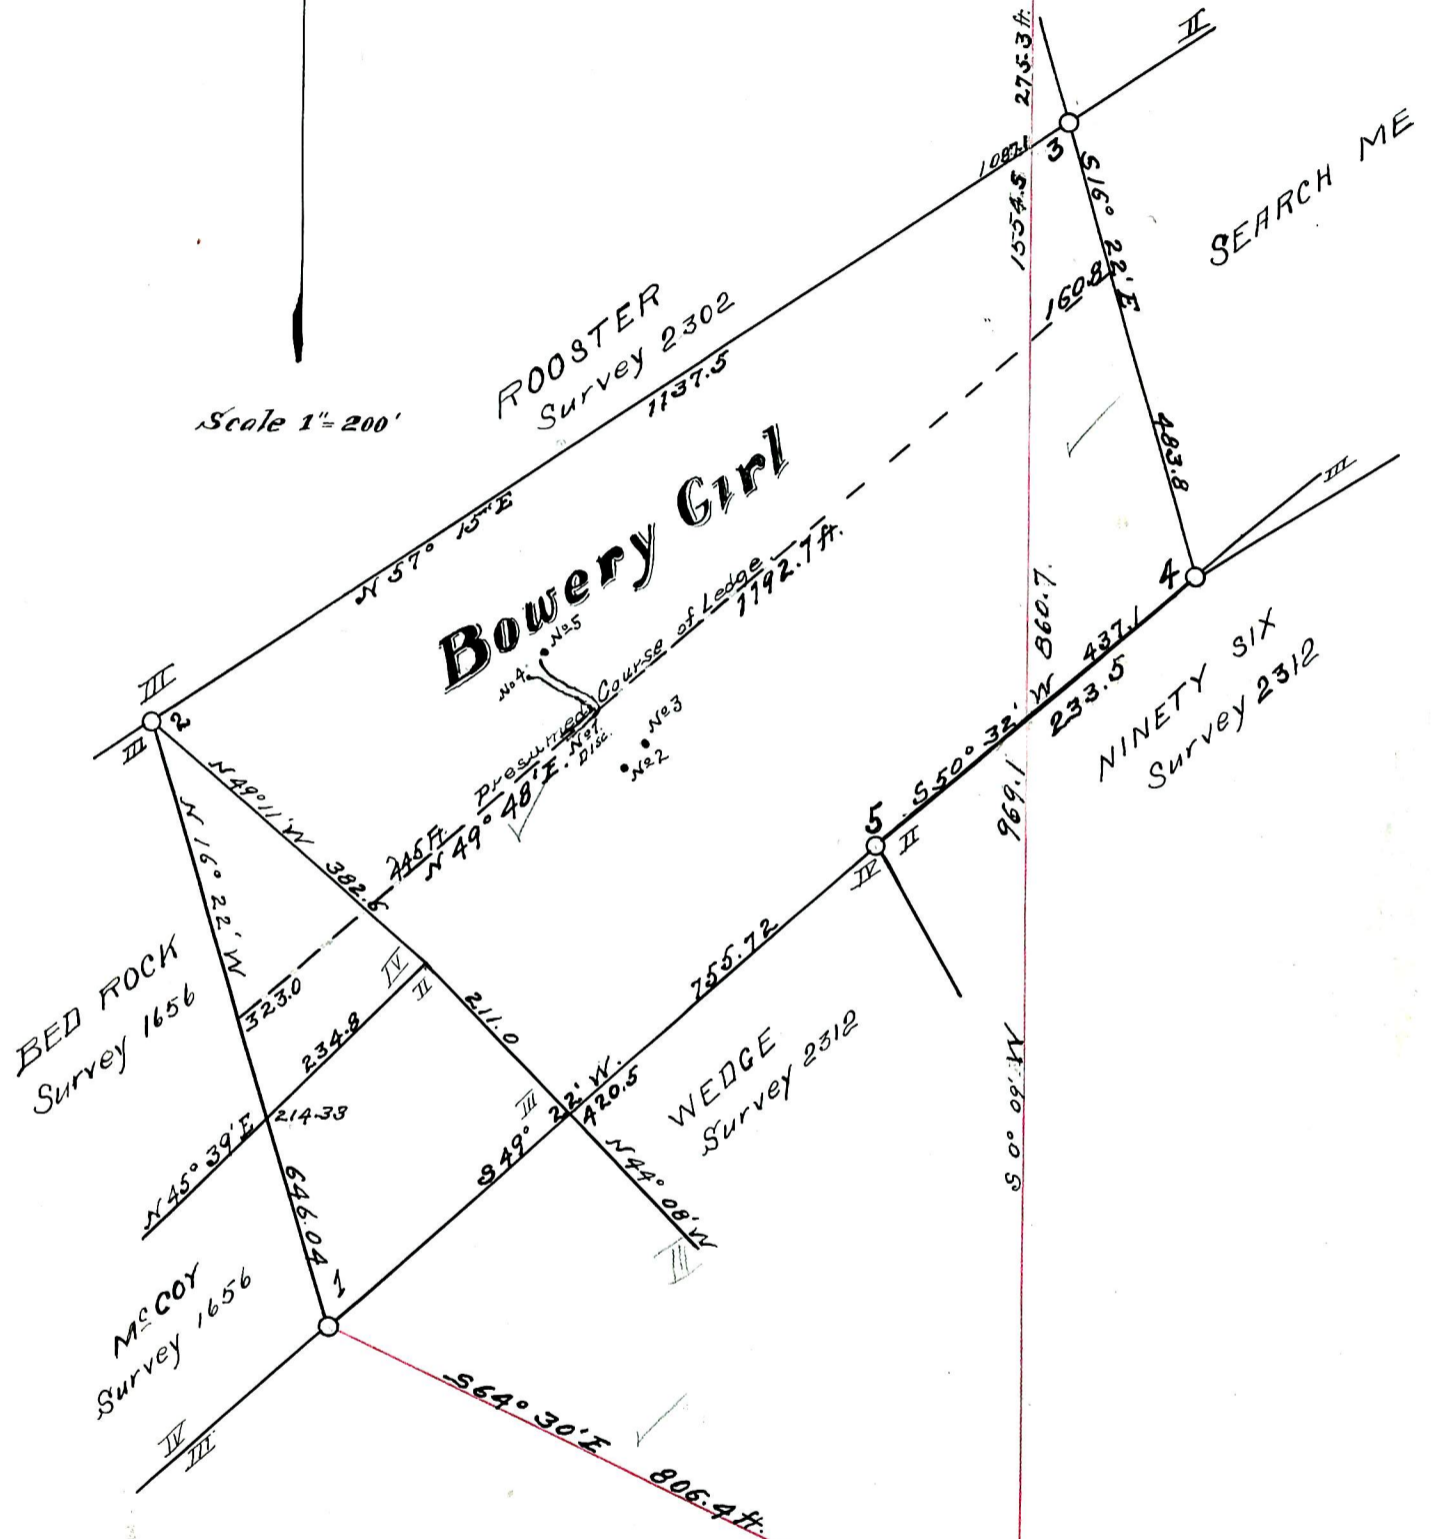 II
275.3 ft.
1087.1
3
1554.5
S 16° 22' E
160.8
SEARCH ME
ROOSTER
Survey 2302
1137.5
Scale 1"=200'
N 57° 15' E
Bowery Girl
483.8
III
4
No 5
No 4.
Presumed Course of Ledge
1192.7 ft.
No 1.
Disc.
No 3
No 2
N 49° 48' E.
860.7.
437.1
S 50° 32' W
233.5
NINETY SIX
Survey 2312
III
2
III
N 49° 11' W
382.6
N 16° 22' W
5
II
IV
969.1
755.72
BED ROCK
Survey 1656
323.0
IV
II
234.8
211.0
214.33
N 45° 39' E
III
S 49° 22' W.
420.5
WEDGE
Survey 2312
S 0° 09' W
N 44° 08' W
III
646.04
1
McCOY
Survey 1656
IV
III
S 64° 30' E
806.4 ft.